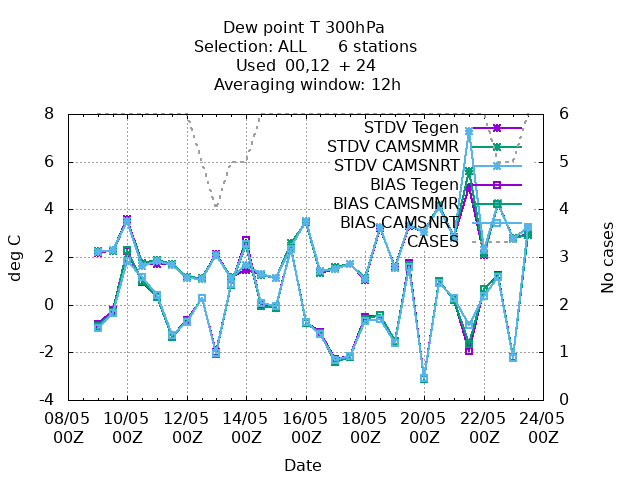 Dew point T 300hPa
Selection: ALL 6 stations
Used 00,12 + 24
Averaging window: 12h
8
6
4
2
0
-2
-4
deg C
6
5
4
3
2
1
0
No cases
STDV Tegen
STDV CAMSMMR
STDV CAMSNRT
BIAS Tegen
BIAS CAMSMMR
BIAS CAMSNRT
CASES
08/05 10/05 12/05 14/05 16/05 18/05 20/05 22/05 24/05
00Z 00Z 00Z 00Z 00Z 00Z 00Z 00Z 00Z
Date